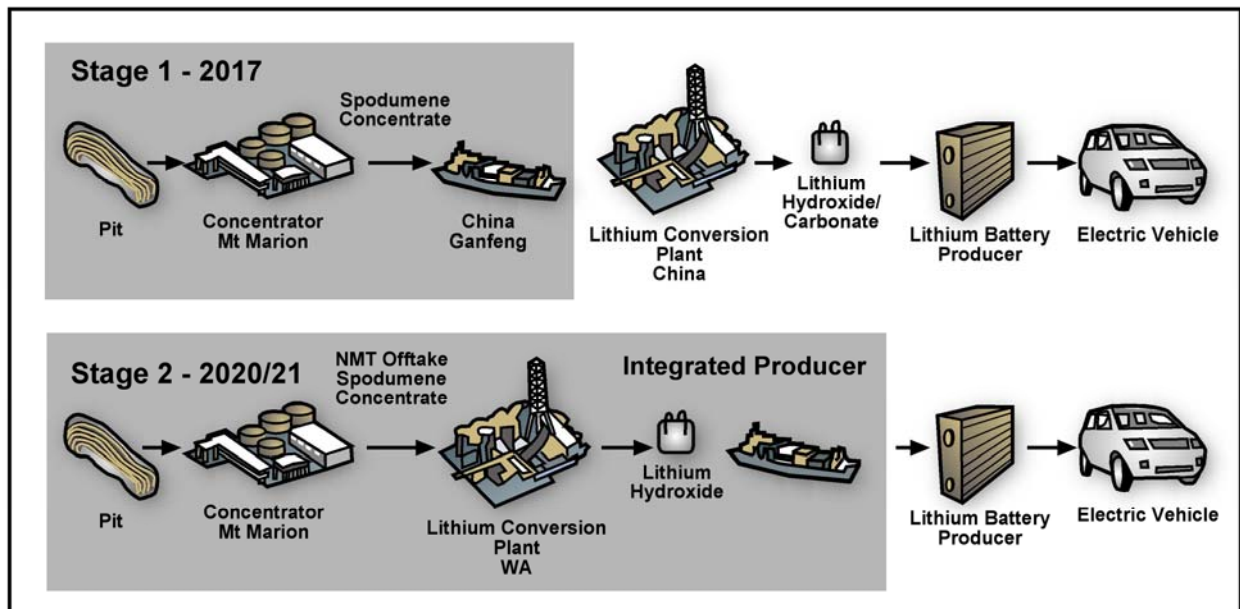 Stage 1 - 2017
Spodumene
Concentrate
Pit
Concentrator
Mt Marion
China
Ganfeng
Lithium Conversion
Plant
China
Lithium
Hydroxide/
Carbonate
Lithium Battery
Producer
Electric Vehicle
Stage 2 - 2020/21
NMT Offtake
Spodumene
Concentrate
Integrated Producer
Pit
Concentrator
Mt Marion
Lithium Conversion
Plant
WA
Lithium
Hydroxide
Lithium Battery
Producer
Electric Vehicle